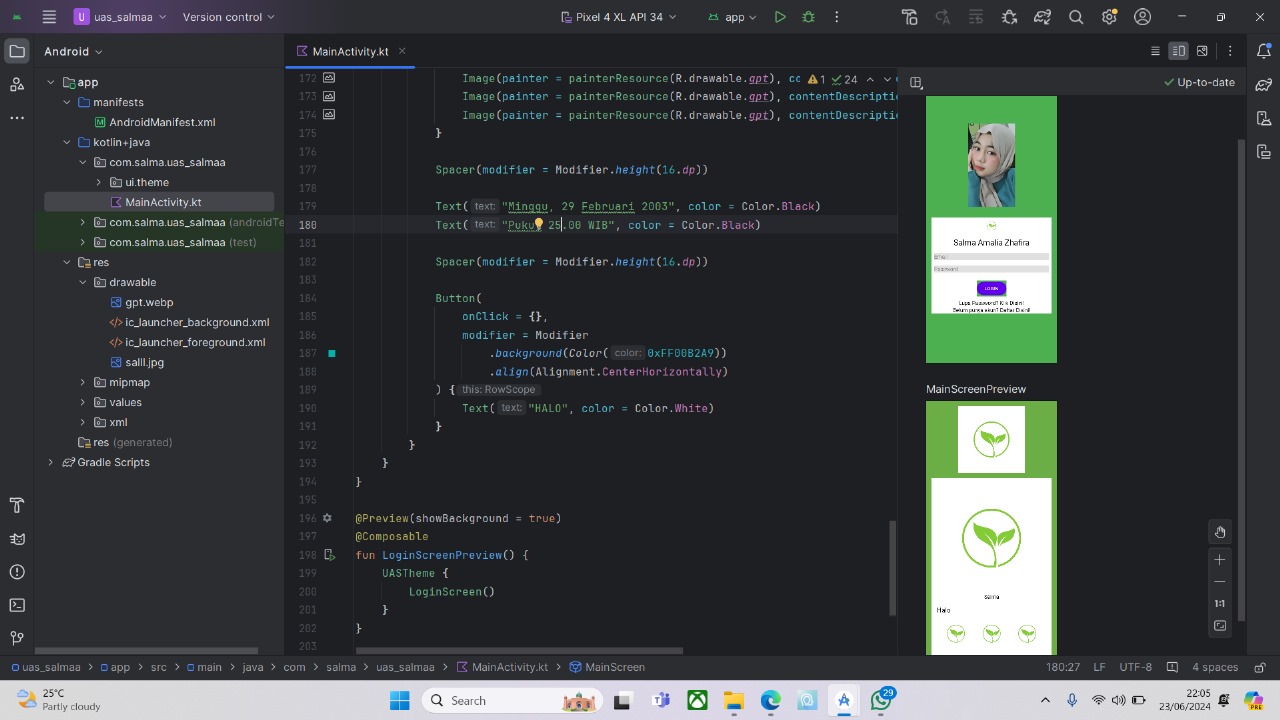 uas_salmaa
Version control
Pixel 4 XL API 34
app
Android
MainActivity.kt
app
manifests
AndroidManifest.xml
kotlin+java
com.salma.uas_salmaa
ui.theme
MainActivity.kt
com.salma.uas_salmaa (androidTe
com.salma.uas_salmaa (test)
res
drawable
gpt.webp
ic_launcher_background.xml
ic_launcher_foreground.xml
salll.jpg
mipmap
values
xml
res (generated)
Gradle Scripts
1 24
172 Image(painter = painterResource(R.drawable.gpt), co
173 Image(painter = painterResource(R.drawable.gpt), contentDescriptio
174 Image(painter = painterResource(R.drawable.gpt), contentDescriptio
175 }
176
177 Spacer(modifier = Modifier.height(16.dp))
178
179 Text( text: "Minggu, 29 Februari 2003", color = Color.Black)
180 Text( text: "Puku 25.00 WIB", color = Color.Black)
181
182 Spacer(modifier = Modifier.height(16.dp))
183
184 Button(
185 onClick = {},
186 modifier = Modifier
187 .background(Color( color: 0xFF00B2A9))
188 .align(Alignment.CenterHorizontally)
189 ) { this: RowScope
190 Text( text: "HALO", color = Color.White)
191 }
192 }
193 }
194 }
195
196 @Preview(showBackground = true)
197 @Composable
198 fun LoginScreenPreview() {
199 UASTheme {
200 LoginScreen()
201 }
202 }
203
Up-to-date
Salma Amalia Zhafira
Email
Password
LOGIN
Lupa Password? Klik Disini!
Belum punya akun? Daftar Disini!
MainScreenPreview
Salma
Halo
1:1
uas_salmaa > app > src > main > java > com > salma > uas_salmaa > MainActivity.kt > MainScreen
180:27 LF UTF-8 4 spaces
25°C
Partly cloudy
Search
29
22:05
23/06/2024
PRE